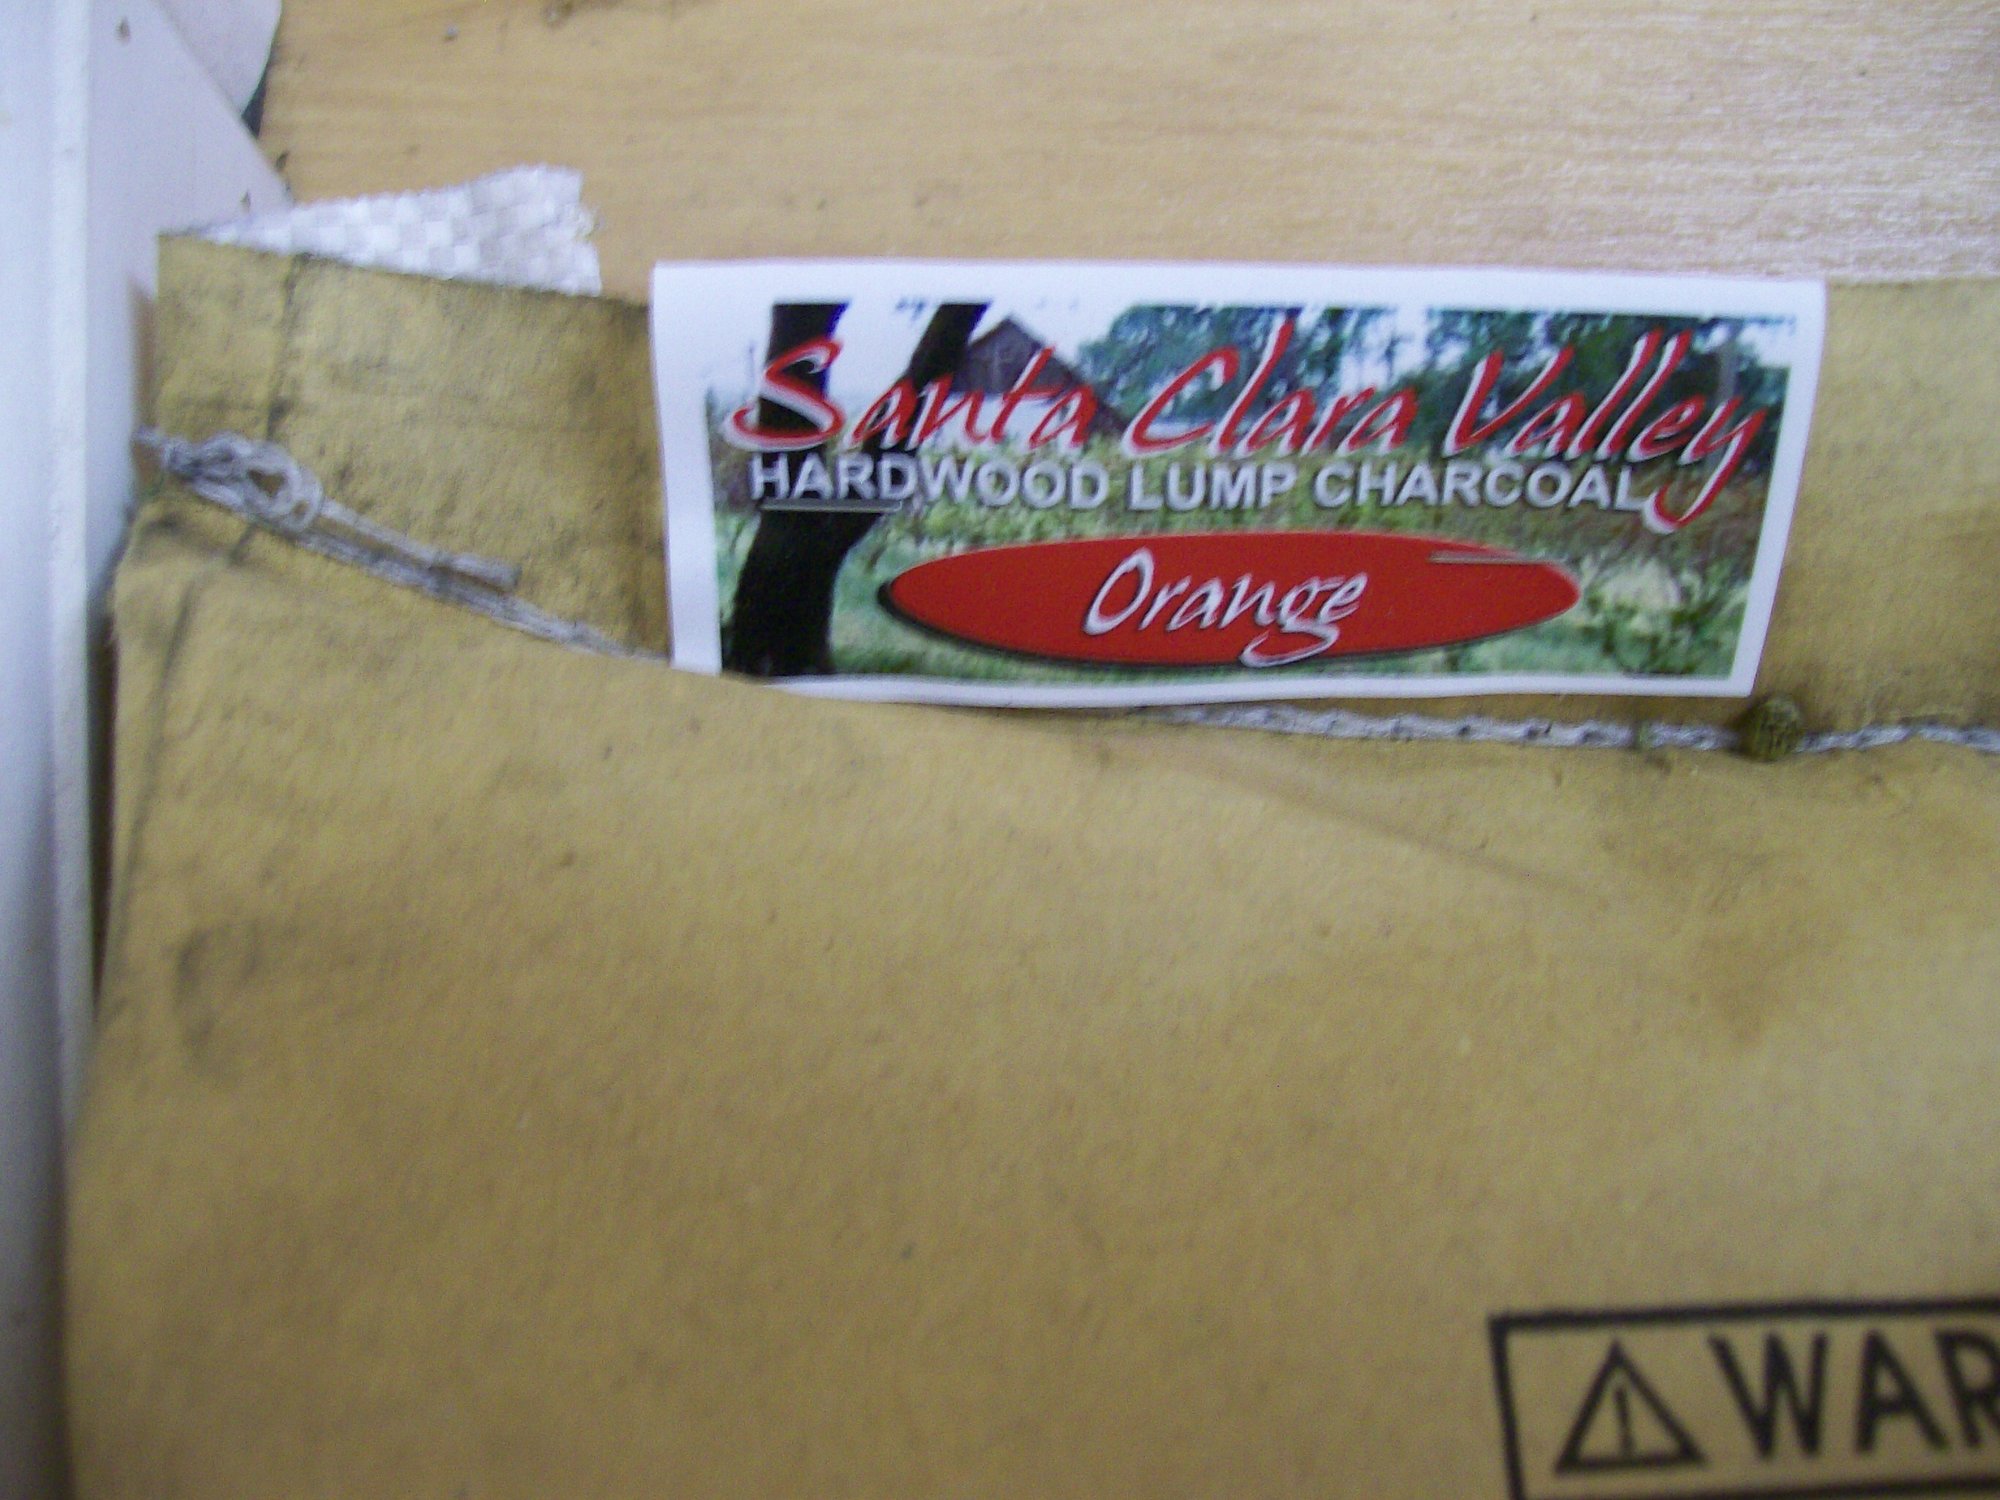 Santa Clara Valley
HARDWOOD LUMP CHARCOAL
Orange
WAR